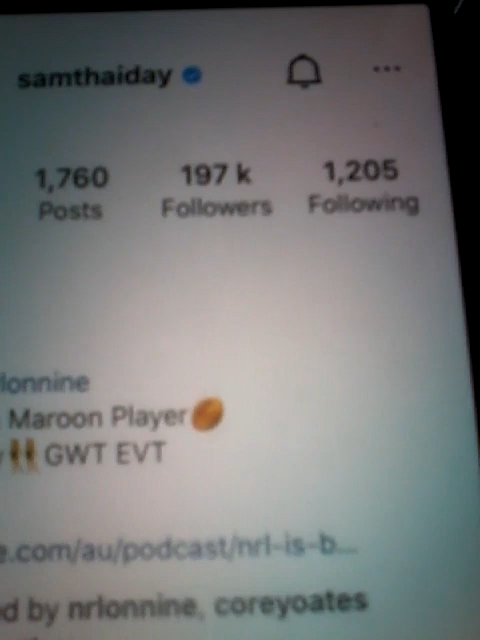 samthaiday
1,760 197 k 1,205
Posts Followers Following
lonnine
Maroon Player
GWT EVT
e.com/au/podcast/nrl-is-b...
d by nrlonnine, coreyoates